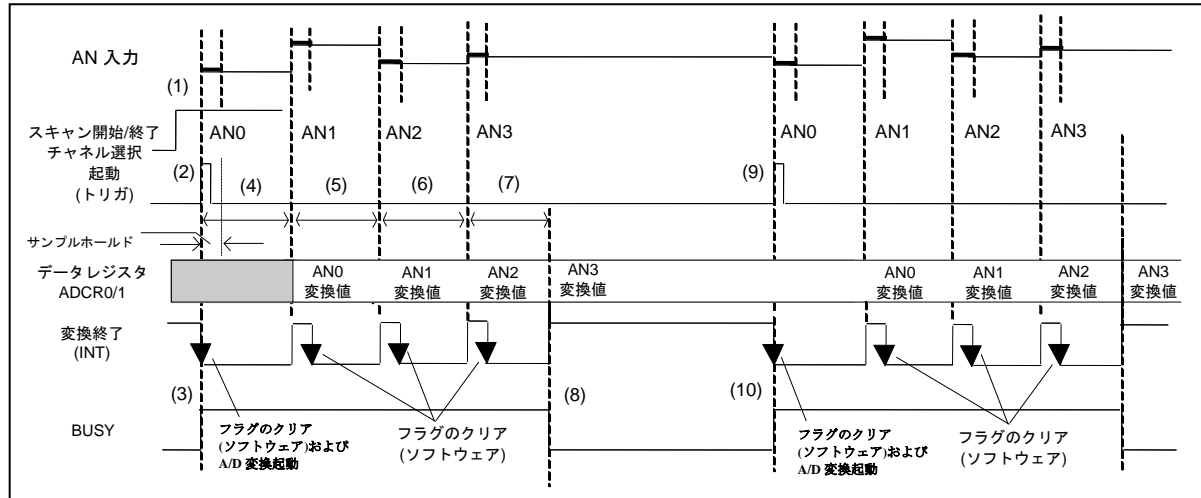 AN 入力
(1)
スキャン開始/終了
チャネル選択
起動
(トリガ)
AN0
AN1
AN2
AN3
AN0
AN1
AN2
AN3
(2)
(4)
(5)
(6)
(7)
(9)
サンプルホールド
データレジスタ
ADCR0/1
AN0
変換値
AN1
変換値
AN2
変換値
AN3
変換値
AN0
変換値
AN1
変換値
AN2
変換値
AN3
変換値
変換終了
(INT)
(3)
(8)
(10)
BUSY
フラグのクリア
(ソフトウェア)および
A/D 変換起動
フラグのクリア
(ソフトウェア)
フラグのクリア
(ソフトウェア)および
A/D 変換起動
フラグのクリア
(ソフトウェア)